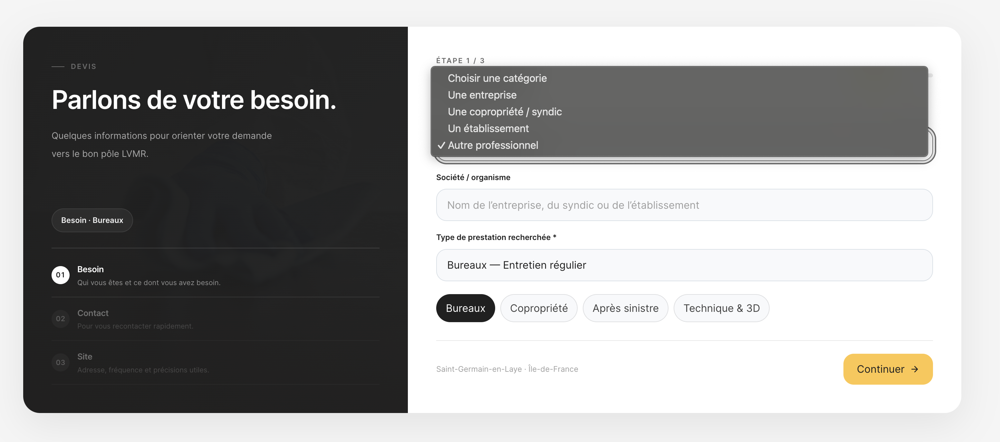 DEVIS
Parlons de votre besoin.
Quelques informations pour orienter votre demande
vers le bon pôle LVMR.
Besoin · Bureaux
01
Besoin
Qui vous êtes et ce dont vous avez besoin.
02
Contact
Pour vous recontacter rapidement.
03
Site
Adresse, fréquence et précisions utiles.
ÉTAPE 1 / 3
Choisir une catégorie
Une entreprise
Une copropriété / syndic
Un établissement
✓ Autre professionnel
Société / organisme
Nom de l’entreprise, du syndic ou de l’établissement
Type de prestation recherchée *
Bureaux — Entretien régulier
Bureaux Copropriété Après sinistre Technique & 3D
Saint-Germain-en-Laye · Île-de-France
Continuer →